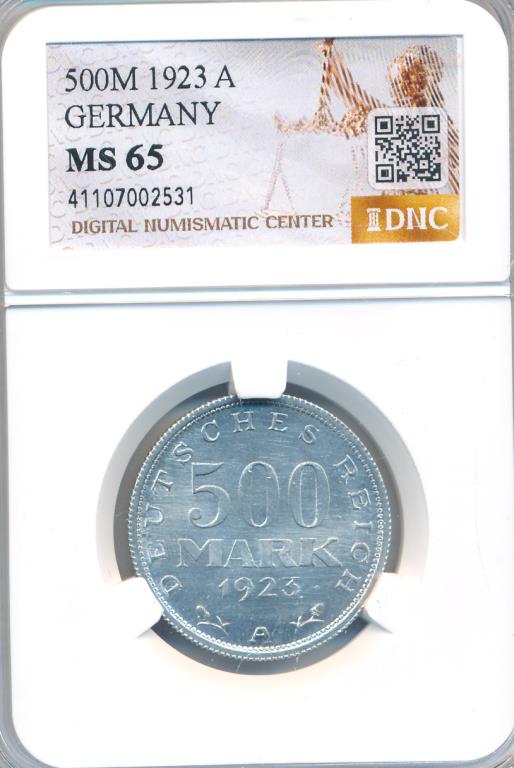 500M 1923 A
GERMANY
MS 65
41107002531
DIGITAL NUMISMATIC CENTER
DNC
DEUTSCHES REICH
500
MARK
1923
A